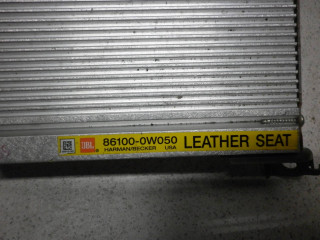 JBL 86100-0W050 LEATHER SEAT
HARMAN/BECKER USA